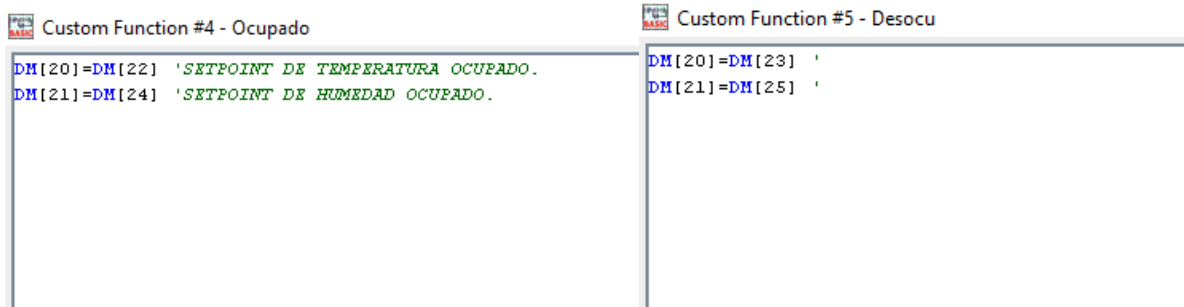 Custom Function #4 - Ocupado
DM[20]=DM[22] 'SETPOINT DE TEMPERATURA OCUPADO.
DM[21]=DM[24] 'SETPOINT DE HUMEDAD OCUPADO.
Custom Function #5 - Desocu
DM[20]=DM[23] '
DM[21]=DM[25] '